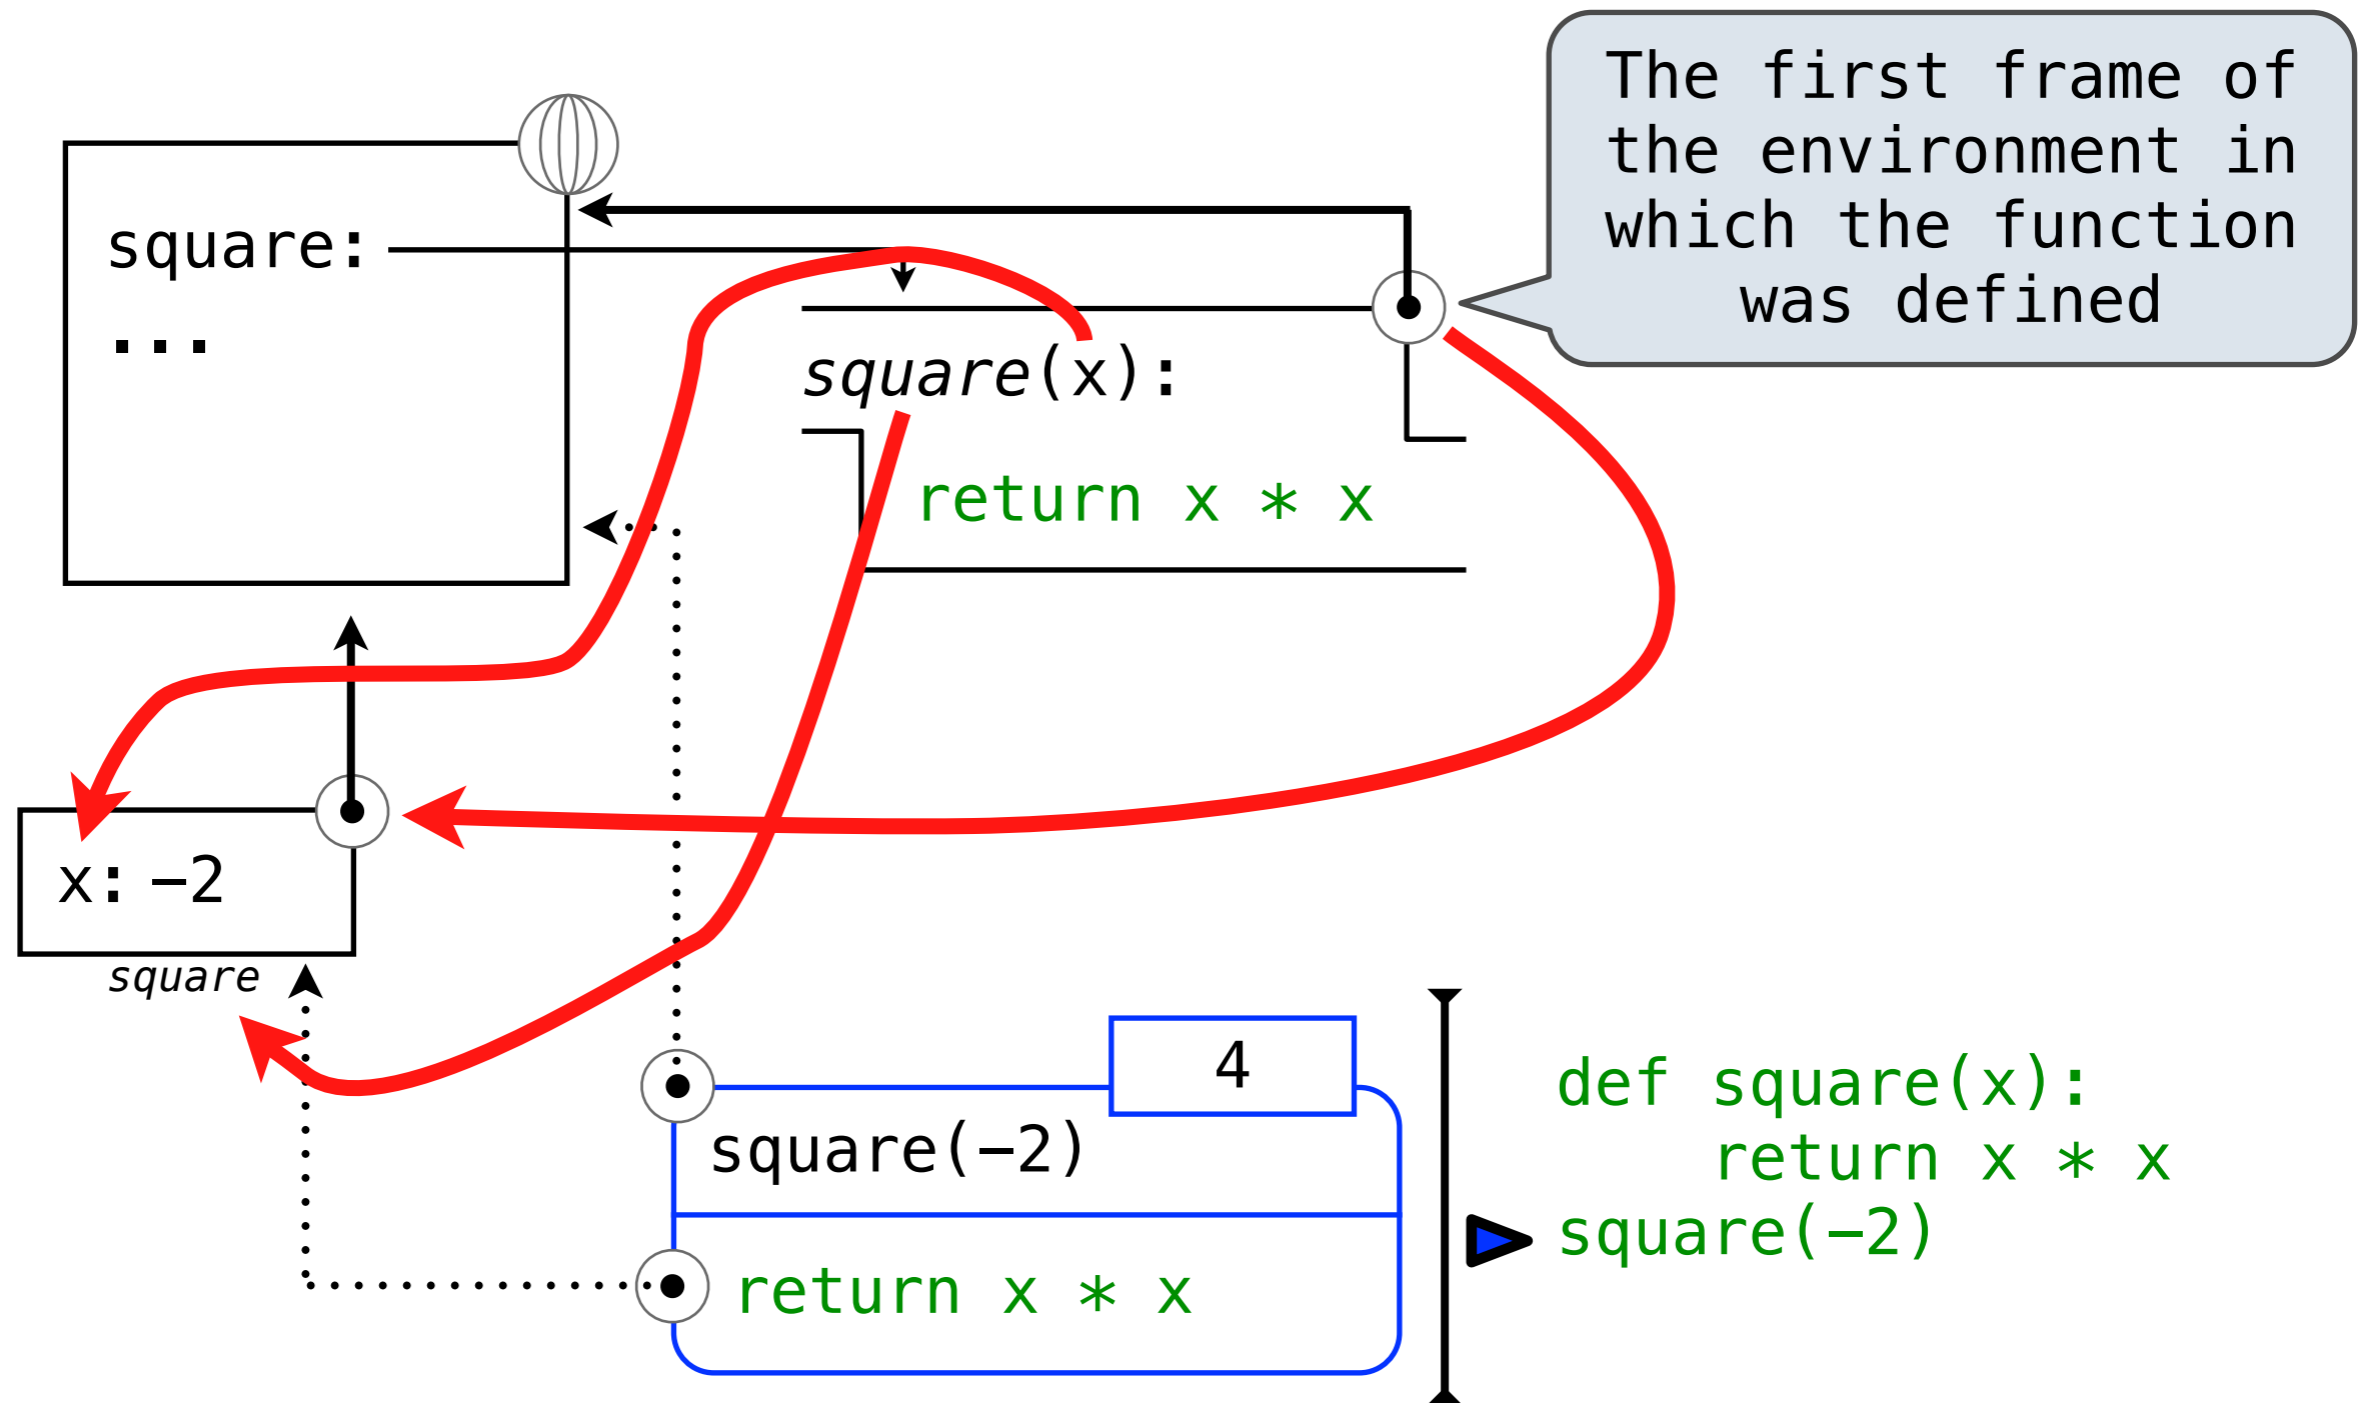 The first frame of
the environment in
which the function
was defined
square:
...
square(x):
return x * x
x: −2
square
4
square(−2)
return x * x
def square(x):
    return x * x
square(−2)